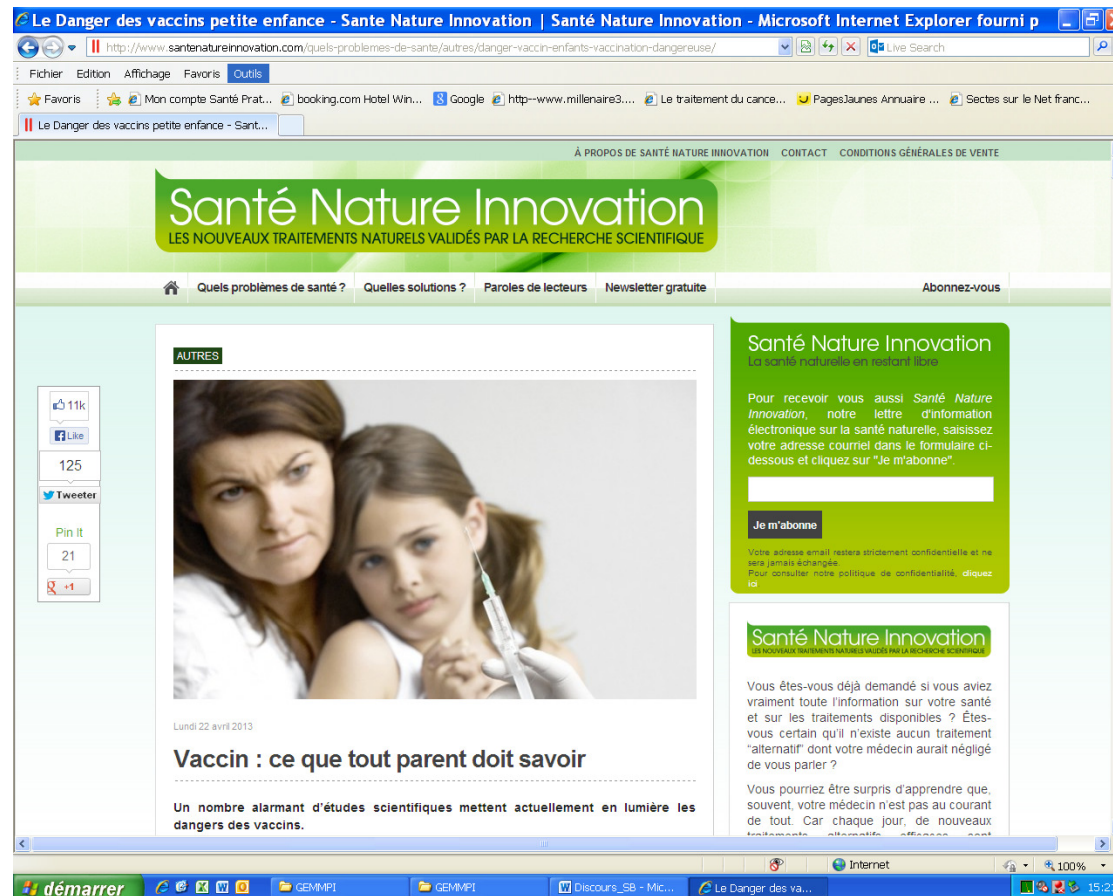 Le Danger des vaccins petite enfance - Sante Nature Innovation | Santé Nature Innovation - Microsoft Internet Explorer fourni p
http://www.santenatureinnovation.com/quels-problemes-de-sante/autres/danger-vaccin-enfants-vaccination-dangereuse/
Live Search
Fichier Edition Affichage Favoris Outils
Favoris Mon compte Santé Prat... booking.com Hotel Win... Google http--www.millenaire3.... Le traitement du cance... PagesJaunes Annuaire ... Sectes sur le Net franc...
Le Danger des vaccins petite enfance - Sant...
À PROPOS DE SANTÉ NATURE INNOVATION CONTACT CONDITIONS GÉNÉRALES DE VENTE
Santé Nature Innovation
LES NOUVEAUX TRAITEMENTS NATURELS VALIDÉS PAR LA RECHERCHE SCIENTIFIQUE
Quels problèmes de santé ? Quelles solutions ? Paroles de lecteurs Newsletter gratuite Abonnez-vous
11k
Like
125
Tweeter
Pin It
21
+1
AUTRES
Lundi 22 avril 2013
Vaccin : ce que tout parent doit savoir
Un nombre alarmant d'études scientifiques mettent actuellement en lumière les
dangers des vaccins.
Santé Nature Innovation
La santé naturelle en restant libre
Pour recevoir vous aussi Santé Nature
Innovation, notre lettre d'information
électronique sur la santé naturelle, saisissez
votre adresse courriel dans le formulaire ci-
dessous et cliquez sur "Je m'abonne".
Je m'abonne
Votre adresse email restera strictement confidentielle et ne
sera jamais échangée.
Pour consulter notre politique de confidentialité, cliquez
ici
Santé Nature Innovation
LES NOUVEAUX TRAITEMENTS NATURELS VALIDÉS PAR LA RECHERCHE SCIENTIFIQUE
Vous êtes-vous déjà demandé si vous aviez
vraiment toute l'information sur votre santé
et sur les traitements disponibles ? Êtes-
vous certain qu'il n'existe aucun traitement
"alternatif" dont votre médecin aurait négligé
de vous parler ?
Vous pourriez être surpris d'apprendre que,
souvent, votre médecin n'est pas au courant
de tout. Car chaque jour, de nouveaux
traitements alternatifs efficaces sont
Internet 100%
démarrer GEMMPI GEMMPI Discours_SB - Mic... Le Danger des va...